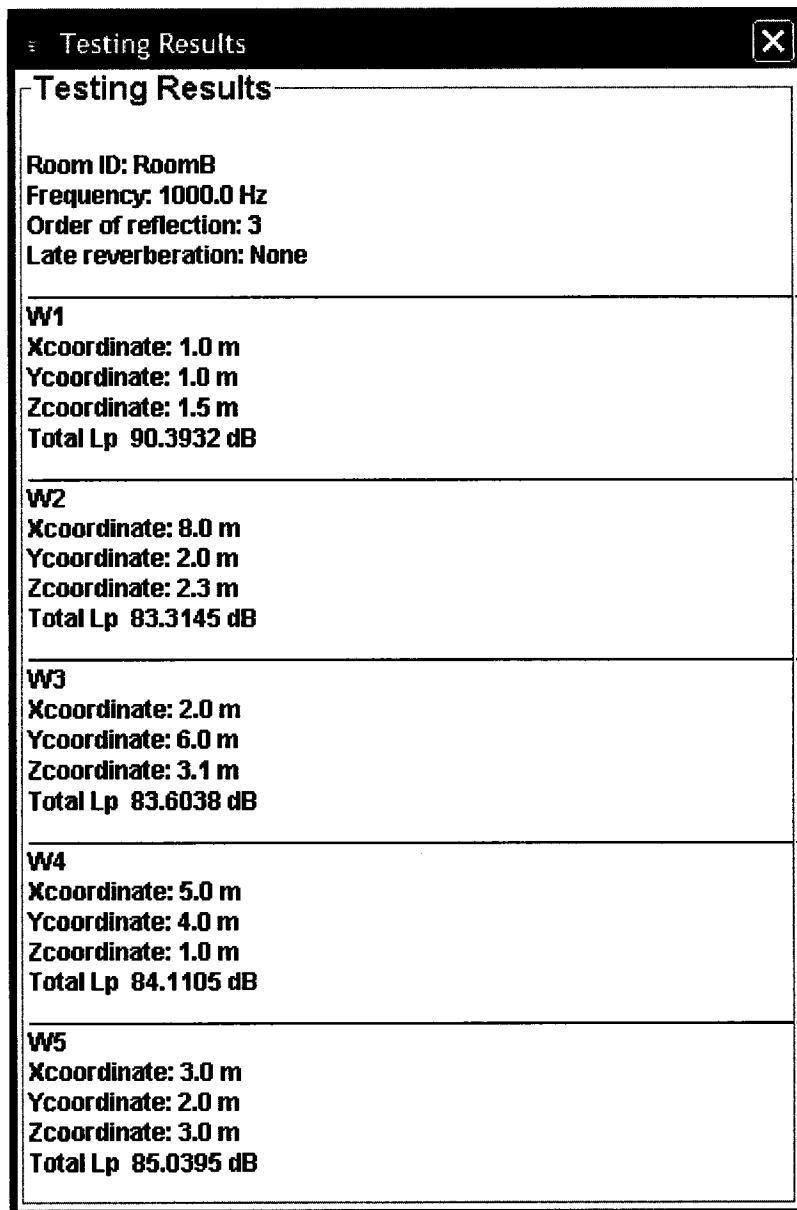 Testing Results
Testing Results
Room ID: RoomB
Frequency: 1000.0 Hz
Order of reflection: 3
Late reverberation: None
W1
Xcoordinate: 1.0 m
Ycoordinate: 1.0 m
Zcoordinate: 1.5 m
Total Lp 90.3932 dB
W2
Xcoordinate: 8.0 m
Ycoordinate: 2.0 m
Zcoordinate: 2.3 m
Total Lp 83.3145 dB
W3
Xcoordinate: 2.0 m
Ycoordinate: 6.0 m
Zcoordinate: 3.1 m
Total Lp 83.6038 dB
W4
Xcoordinate: 5.0 m
Ycoordinate: 4.0 m
Zcoordinate: 1.0 m
Total Lp 84.1105 dB
W5
Xcoordinate: 3.0 m
Ycoordinate: 2.0 m
Zcoordinate: 3.0 m
Total Lp 85.0395 dB